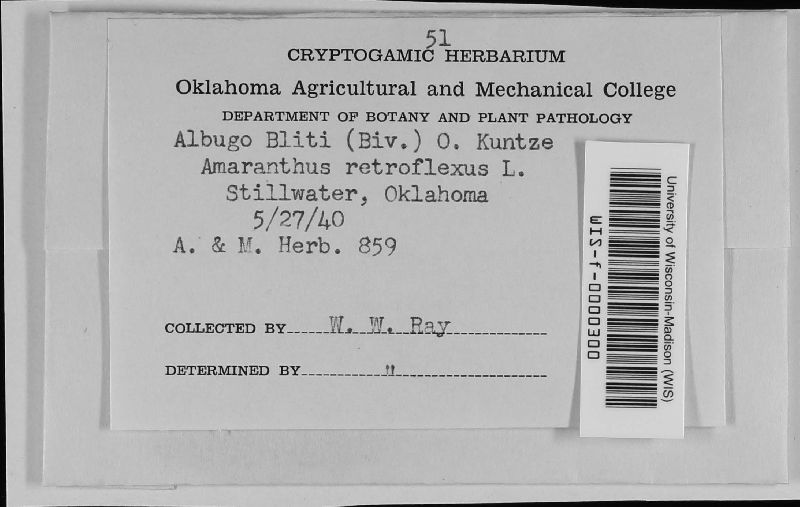 51
CRYPTOGAMIC HERBARIUM
Oklahoma Agricultural and Mechanical College
DEPARTMENT OF BOTANY AND PLANT PATHOLOGY
Albugo Bliti (Biv.) O. Kuntze
Amaranthus retroflexus L.
Stillwater, Oklahoma
5/27/40
A. & M. Herb. 859
COLLECTED BY W. W. Ray
DETERMINED BY "
University of Wisconsin-Madison (WIS)
WIS-f-0000300